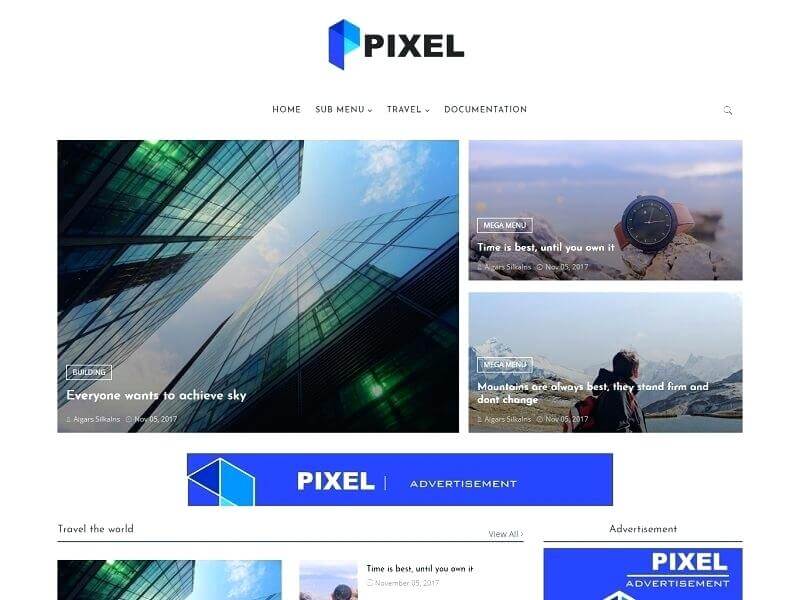 PIXEL
HOME SUB MENU TRAVEL DOCUMENTATION
BUILDING
Everyone wants to achieve sky
Aigars Silkalns Nov 05, 2017
MEGA MENU
Time is best, until you own it
Aigars Silkalns Nov 05, 2017
MEGA MENU
Mountains are always best, they stand firm and
dont change
Aigars Silkalns Nov 05, 2017
PIXEL | ADVERTISEMENT
Travel the world
View All ›
Time is best, until you own it
November 05, 2017
Advertisement
PIXEL
ADVERTISEMENT